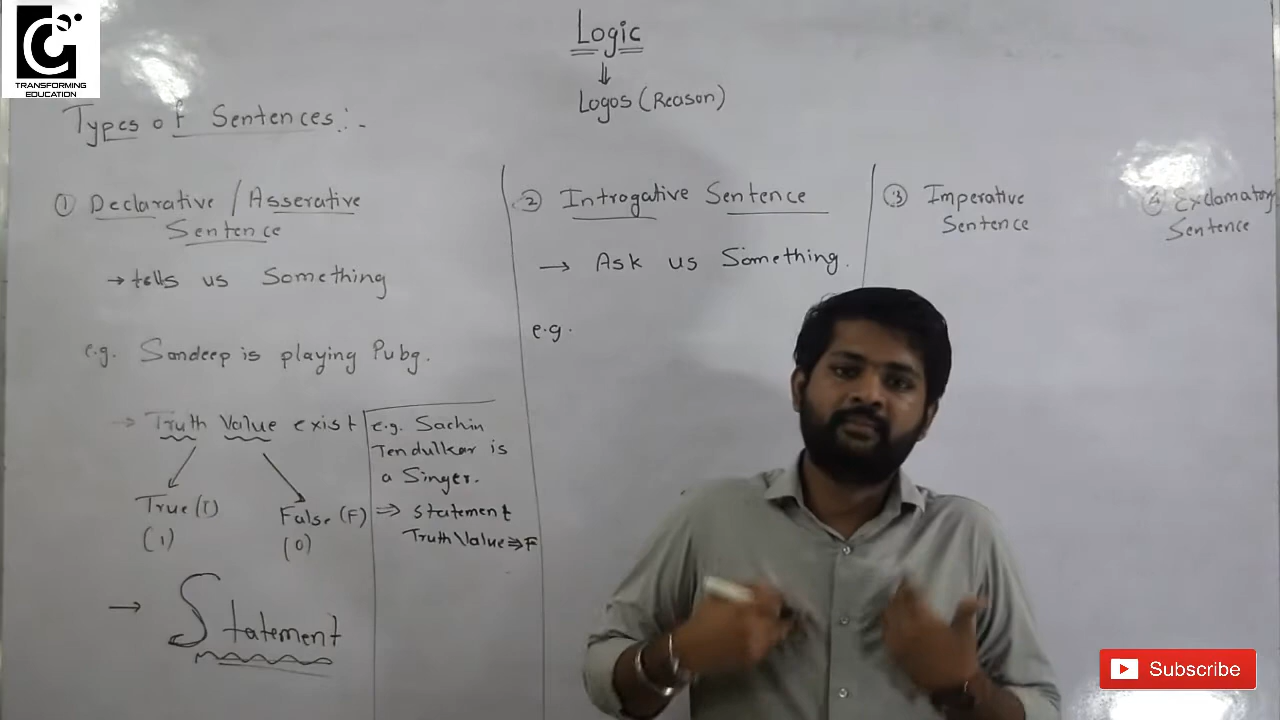 TRANSFORMING
EDUCATION
Logic
⇓
Logos (Reason)
Types of Sentences:-
① Declarative / Asserative
Sentence
→ tells us Something
e.g. Sandeep is playing Pubg.
→ Truth Value exist
True (T)
(1)
False (F)
(0)
→ Statement
e.g. Sachin
Tendulkar is
a Singer.
⇒ Statement
Truth Value ⇒ F
② Introgative Sentence
→ Ask us Something.
e.g.
③ Imperative
Sentence
④ Exclamatory
Sentence
Subscribe